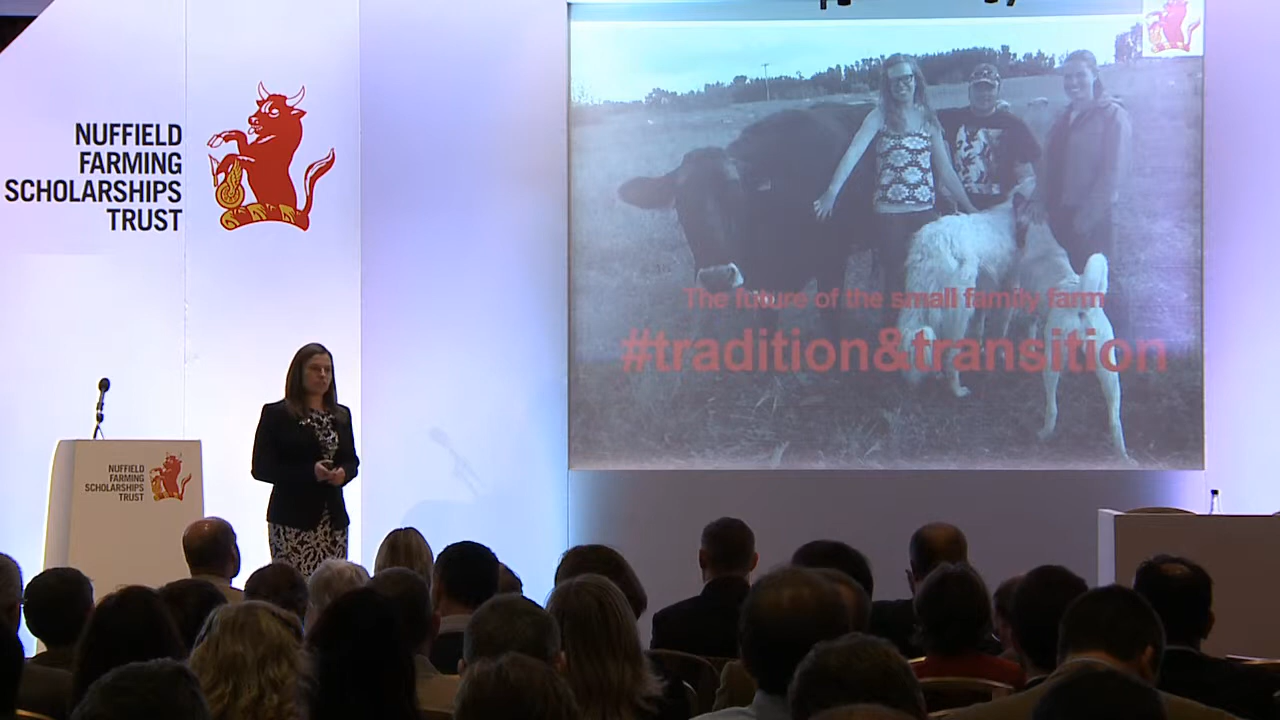 NUFFIELD
FARMING
SCHOLARSHIPS
TRUST
The future of the small family farm
#tradition&transition
NUFFIELD
FARMING
SCHOLARSHIPS
TRUST